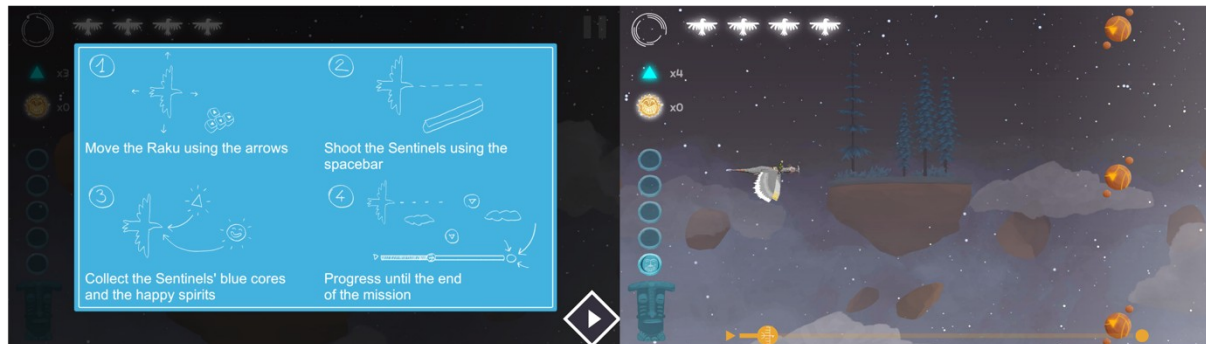 x3
x0
1
Move the Raku using the arrows
2
Shoot the Sentinels using the
spacebar
3
Collect the Sentinels' blue cores
and the happy spirits
4
Progress until the end
of the mission
x4
x0